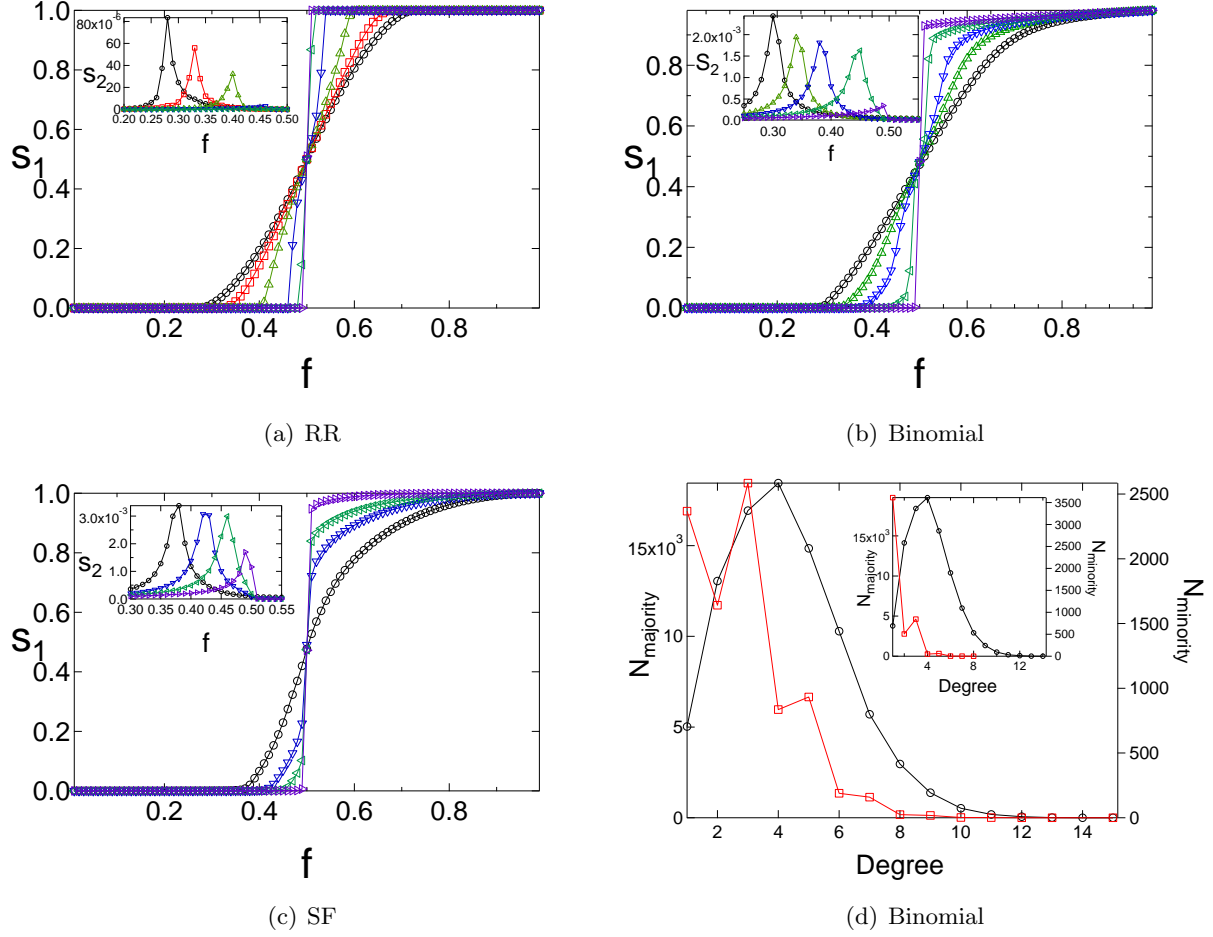 80x10⁻⁶
60
40
20
0
S₂
0.20 0.25 0.30 0.35 0.40 0.45 0.50
f
1.0
0.8
0.6
0.4
0.2
0.0
S₁
0.2 0.4 0.6 0.8
f
(a) RR
2.0x10⁻³
1.5
1.0
0.5
0.0
S₂
0.30 0.40 0.50
f
0.8
0.6
0.4
0.2
0.0
S₁
0.2 0.4 0.6 0.8
f
(b) Binomial
3.0x10⁻³
2.0
1.0
0.0
S₂
0.30 0.35 0.40 0.46 0.50 0.55
f
1.0
0.8
0.6
0.4
0.2
0.0
S₁
0.2 0.4 0.6 0.8
f
(c) SF
15x10³
10
5
0
N majority
15x10³
10
5
0
N majority
3500
3000
2500
2000
1500
1000
500
0
N minority
4 8 12
Degree
2500
2000
1500
1000
500
0
N minority
2 4 6 8 10 12 14
Degree
(d) Binomial